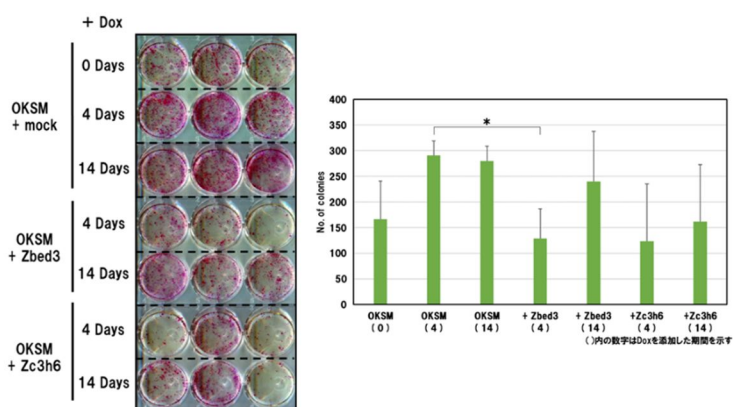 + Dox
OKSM
+ mock
0 Days
4 Days
14 Days
OKSM
+ Zbed3
4 Days
14 Days
OKSM
+ Zc3h6
4 Days
14 Days
No. of colonies
400
350
300
250
200
150
100
50
0
*
OKSM
(0)
OKSM
(4)
OKSM
(14)
+ Zbed3
(4)
+ Zbed3
(14)
+Zc3h6
(4)
+Zc3h6
(14)
()内の数字はDoxを添加した期間を示す